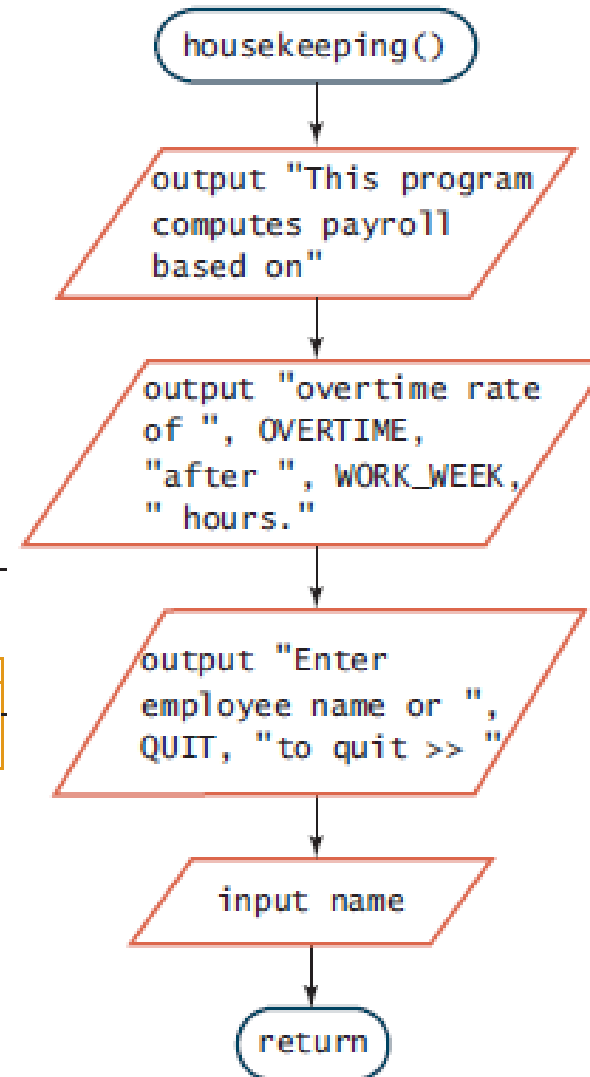 housekeeping()
output "This program
computes payroll
based on"
output "overtime rate
of ", OVERTIME,
"after ", WORK_WEEK,
" hours."
output "Enter
employee name or ",
QUIT, "to quit >> "
input name
return